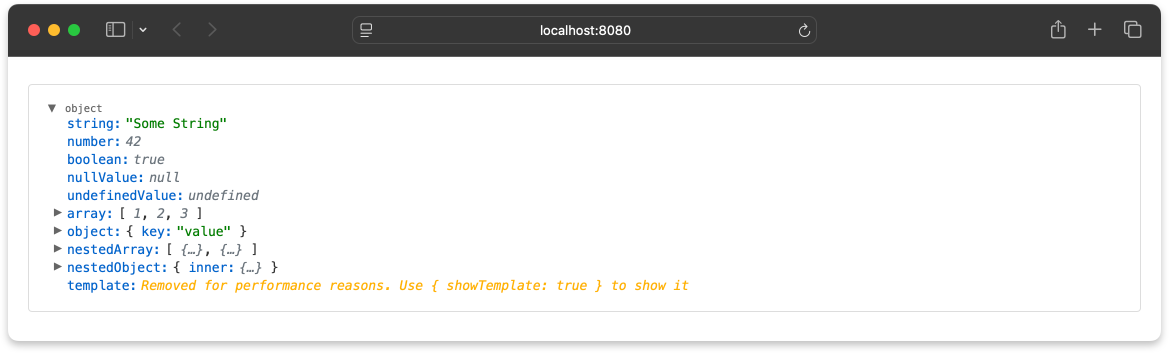 localhost:8080
object
string: "Some String"
number: 42
boolean: true
nullValue: null
undefinedValue: undefined
array: [ 1, 2, 3 ]
object: { key: "value" }
nestedArray: [ {…}, {…} ]
nestedObject: { inner: {…} }
template: Removed for performance reasons. Use { showTemplate: true } to show it